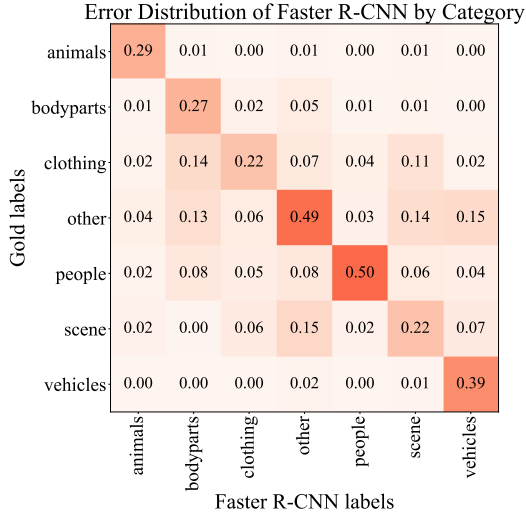 Error Distribution of Faster R-CNN by Category
Gold labels
animals 0.29 0.01 0.00 0.01 0.00 0.01 0.00
bodyparts 0.01 0.27 0.02 0.05 0.01 0.01 0.00
clothing 0.02 0.14 0.22 0.07 0.04 0.11 0.02
other 0.04 0.13 0.06 0.49 0.03 0.14 0.15
people 0.02 0.08 0.05 0.08 0.50 0.06 0.04
scene 0.02 0.00 0.06 0.15 0.02 0.22 0.07
vehicles 0.00 0.00 0.00 0.02 0.00 0.01 0.39
animals bodyparts clothing other people scene vehicles
Faster R-CNN labels